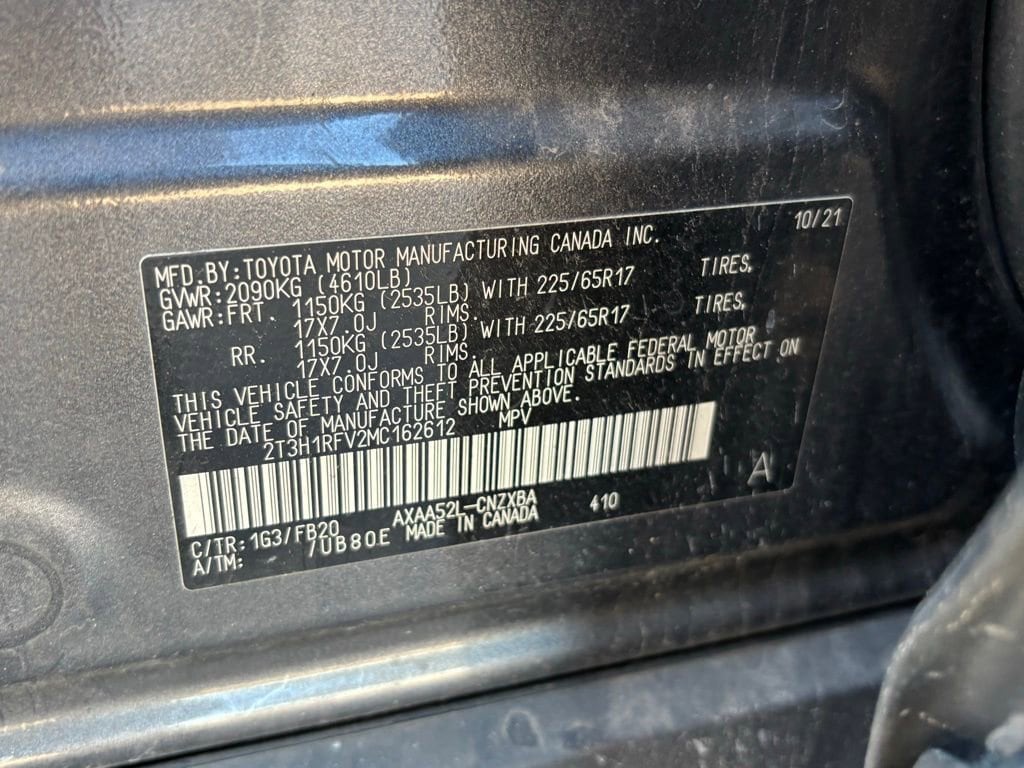 10/21
MFD.BY:TOYOTA MOTOR MANUFACTURING CANADA INC.
GVWR:2090KG (4610LB)
GAWR:FRT. 1150KG (2535LB) WITH 225/65R17 TIRES,
17X7.0J RIMS.
RR. 1150KG (2535LB) WITH 225/65R17 TIRES,
17X7.0J RIMS.
THIS VEHICLE CONFORMS TO ALL APPLICABLE FEDERAL MOTOR
VEHICLE SAFETY AND THEFT PREVENTION STANDARDS IN EFFECT ON
THE DATE OF MANUFACTURE SHOWN ABOVE.
2T3H1RFV2MC162612 MPV
A
C/TR:1G3/FB20 AXAA52L-CNZXBA 410
A/TM: /UB80E MADE IN CANADA